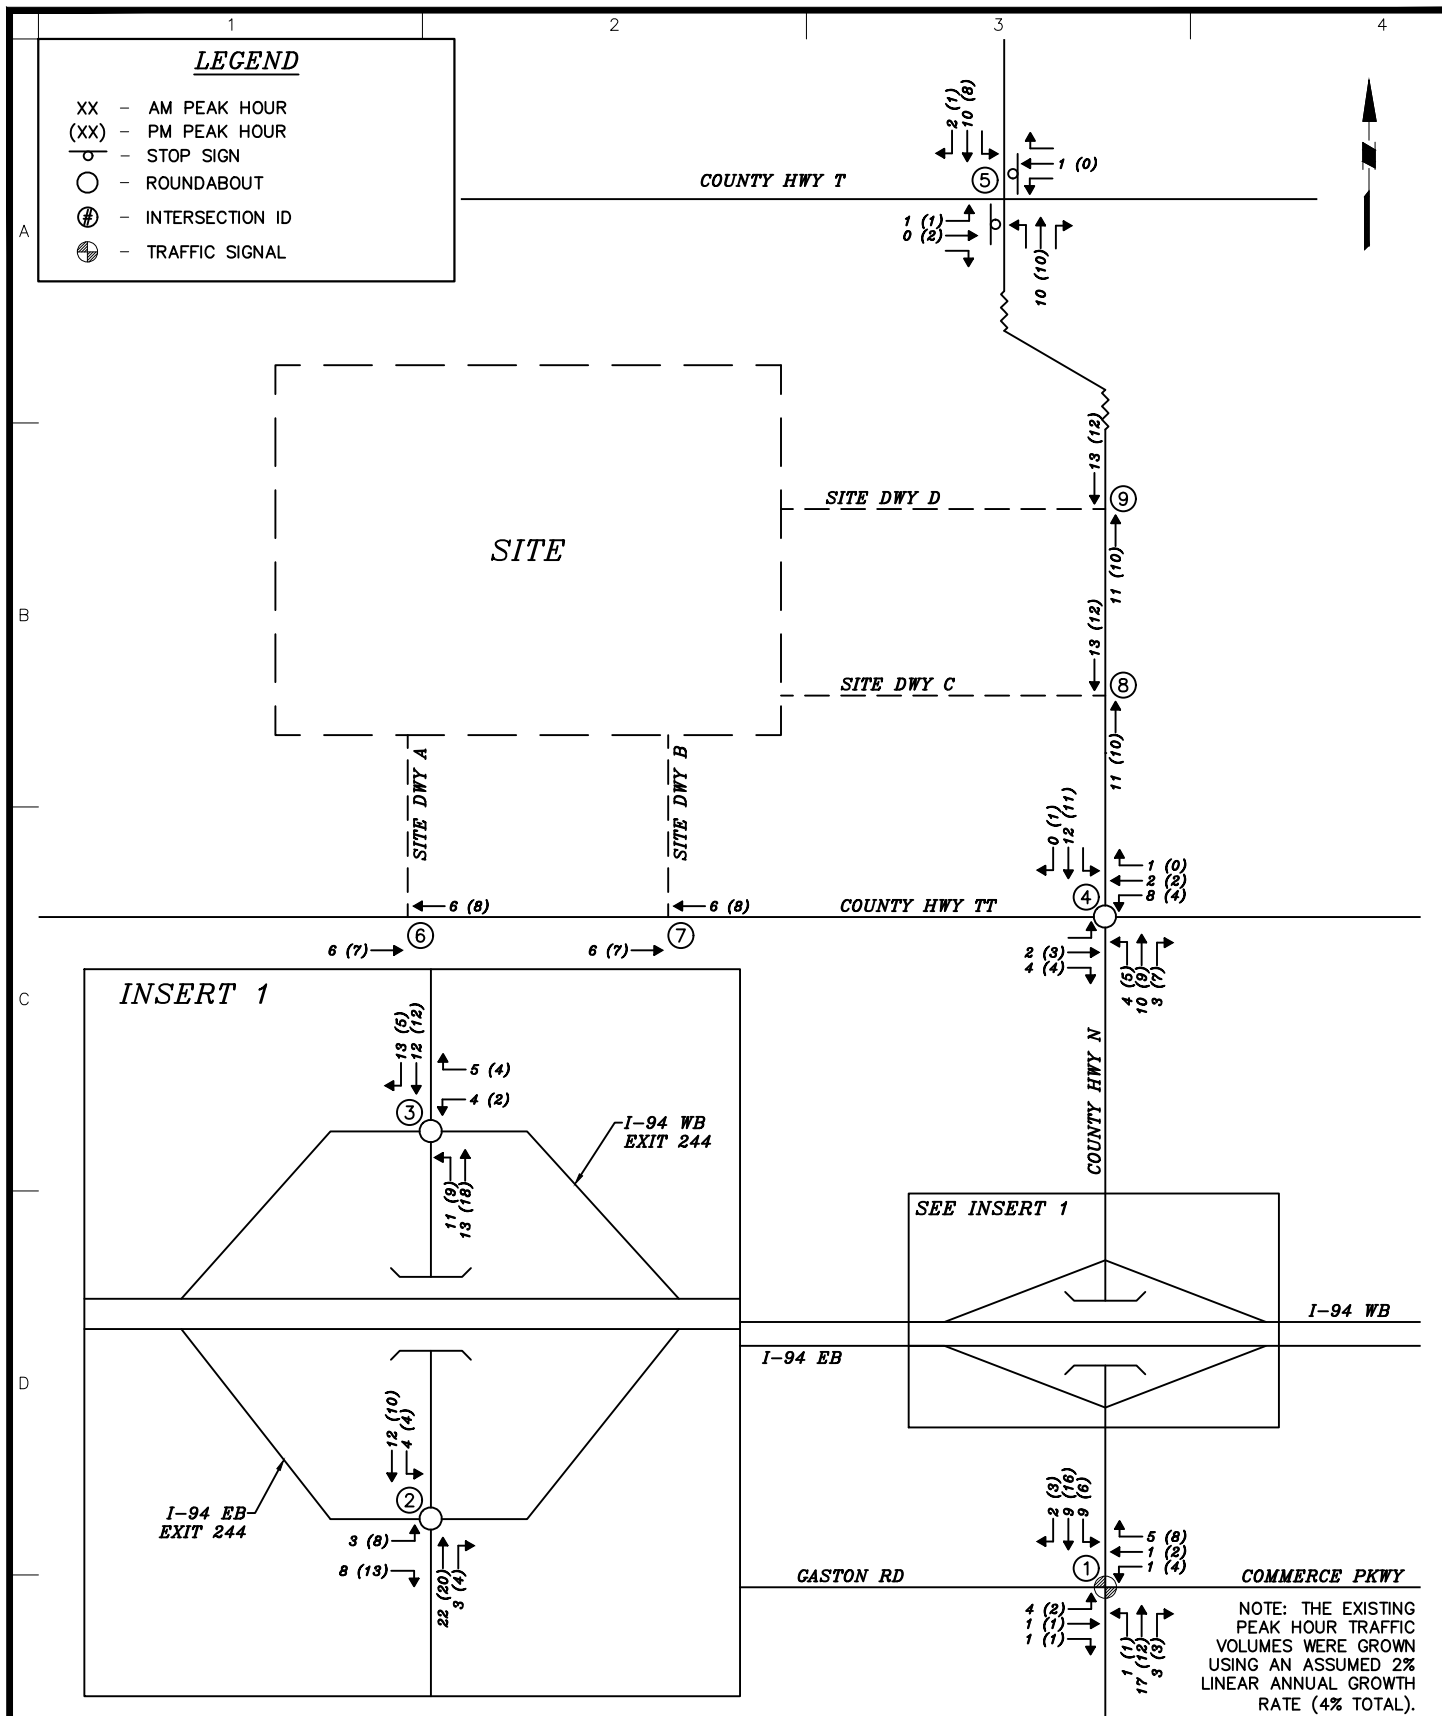 1
2
3
4
A
B
C
D
LEGEND
XX - AM PEAK HOUR
(XX) - PM PEAK HOUR
- STOP SIGN
- ROUNDABOUT
# - INTERSECTION ID
- TRAFFIC SIGNAL
2 (1)
10 (8)
5
1 (0)
COUNTY HWY T
1 (1)
0 (2)
10 (10)
13 (12)
SITE DWY D
9
SITE
11 (10)
13 (12)
SITE DWY C
8
11 (10)
SITE DWY A
SITE DWY B
0 (1)
12 (11)
1 (0)
2 (2)
8 (4)
4
6 (8)
6 (8)
COUNTY HWY TT
6
7
6 (7)
6 (7)
2 (3)
4 (4)
4 (5)
10 (9)
3 (7)
INSERT 1
13 (5)
12 (12)
5 (4)
4 (2)
3
I-94 WB
EXIT 244
11 (9)
13 (18)
COUNTY HWY N
SEE INSERT 1
I-94 WB
I-94 EB
12 (10)
4 (4)
2
I-94 EB
EXIT 244
3 (8)
8 (13)
22 (20)
3 (4)
2 (3)
9 (16)
9 (6)
5 (8)
1 (2)
1 (4)
1
GASTON RD
COMMERCE PKWY
4 (2)
1 (1)
1 (1)
1 (1)
17 (12)
3 (3)
NOTE: THE EXISTING
PEAK HOUR TRAFFIC
VOLUMES WERE GROWN
USING AN ASSUMED 2%
LINEAR ANNUAL GROWTH
RATE (4% TOTAL).